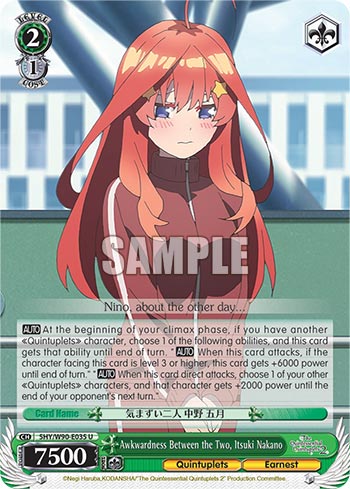 2
1
SAMPLE
Nino, about the other day...
AUTO At the beginning of your climax phase, if you have another
«Quintuplets» character, choose 1 of the following abilities, and this card
gets that ability until end of turn. "AUTO When this card attacks, if the
character facing this card is level 3 or higher, this card gets +6000 power
until end of turn." "AUTO When this card direct attacks, choose 1 of your other
characters, and that character gets +2000 power until the end of your
opponent's next turn."
Card Name
気まずい二人 中野 五月
CH 5HY/W90-E035 U
Awkwardness Between the Two, Itsuki Nakano
7500
Quintuplets
Earnest
©Negi Haruba,KODANSHA/"The Quintessential Quintuplets 2" Production Committee.